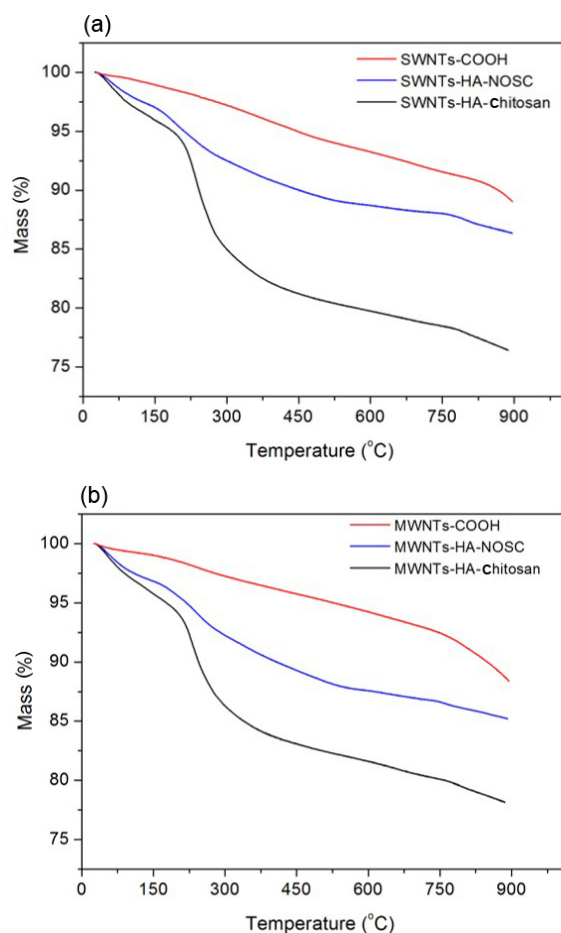 (a)
SWNTs-COOH
SWNTs-HA-NOSC
SWNTs-HA-chitosan
100
95
90
85
80
75
Mass (%)
0 150 300 450 600 750 900
Temperature (°C)
(b)
MWNTs-COOH
MWNTs-HA-NOSC
MWNTs-HA-chitosan
100
95
90
85
80
75
Mass (%)
0 150 300 450 600 750 900
Temperature (°C)